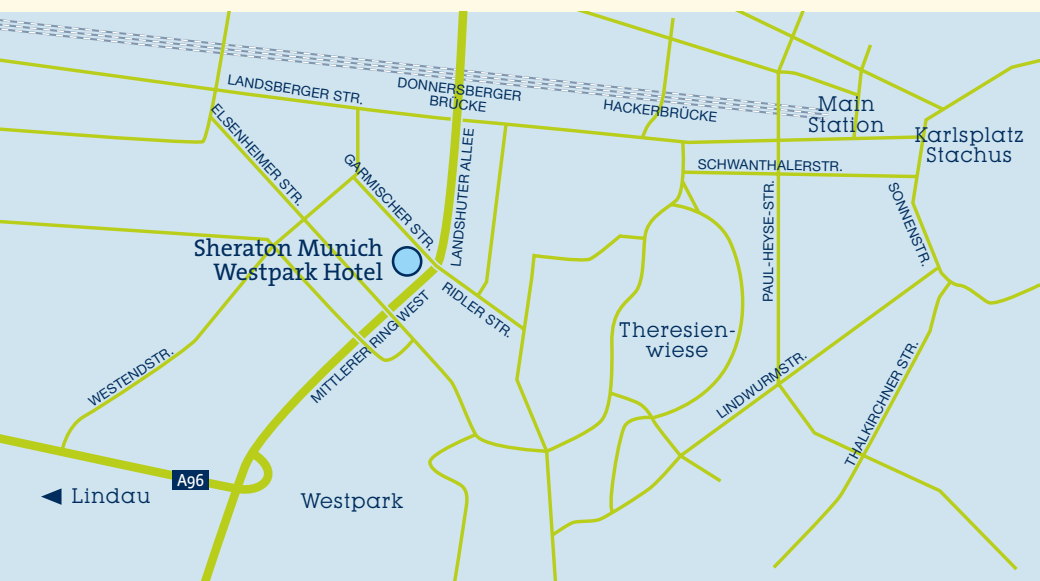 LANDSBERGER STR.
DONNERSBERGER
BRÜCKE
HACKERBRÜCKE
Main
Station
Karlsplatz
Stachus
ELSENHEIMER STR.
GARMISCHER STR.
LANDSHUTER ALLEE
SCHWANTHALERSTR.
PAUL-HEYSE-STR.
SONNENSTR.
Sheraton Munich
Westpark Hotel
RIDLER STR.
MITTLERER RING WEST
Theresien-
wiese
WESTENDSTR.
LINDWURMSTR.
THALKIRCHNER STR.
A96
Lindau
Westpark